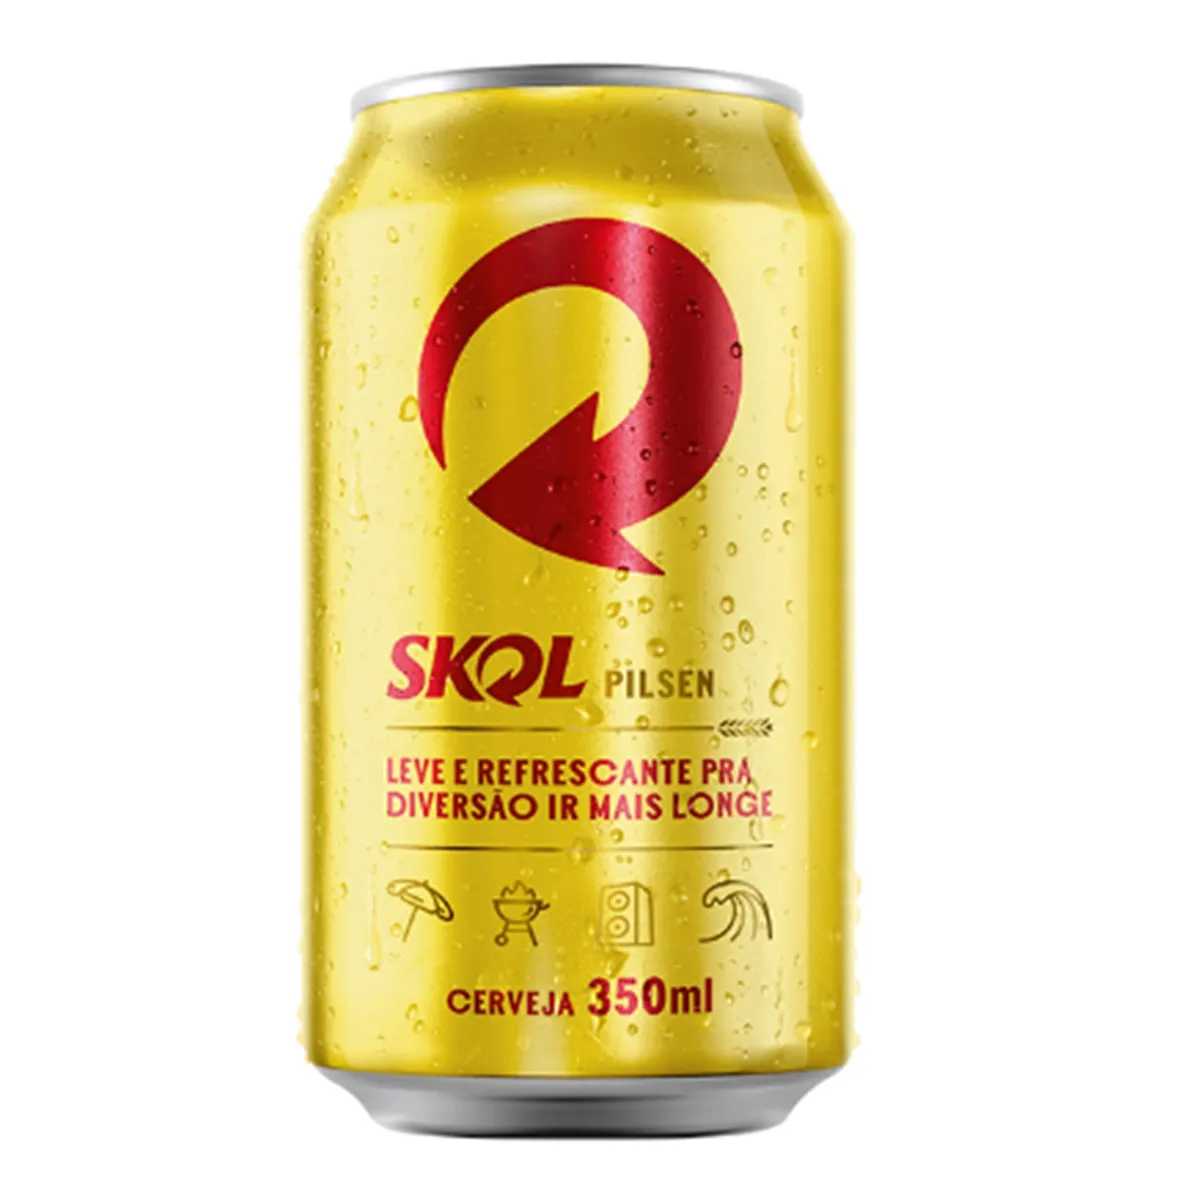 SKOL PILSEN
LEVE E REFRESCANTE PRA
DIVERSÃO IR MAIS LONGE
CERVEJA 350ml